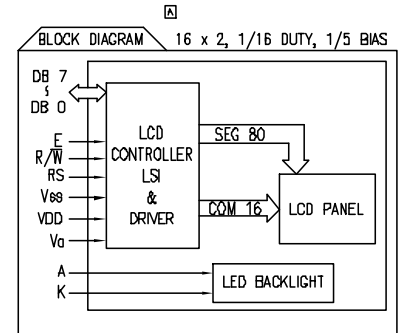 A
BLOCK DIAGRAM
16 x 2, 1/16 DUTY, 1/5 BIAS
DB 7
DB 0
E
R/W̅
RS
Vss
VDD
Va
A
K
LCD
CONTROLLER
LSI
&
DRIVER
SEG 80
COM 16
LCD PANEL
LED BACKLIGHT